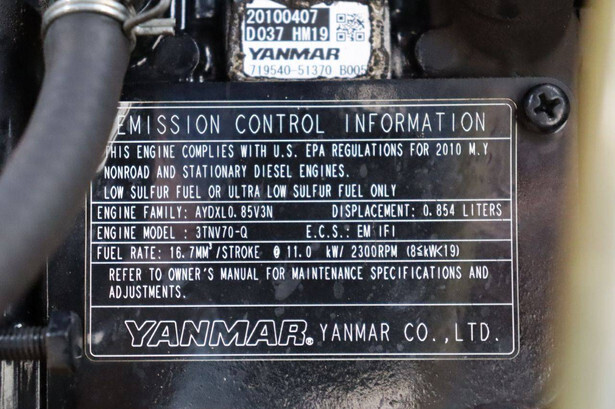 20100407
D037 HM19
YANMAR
719540-51370 B005
EMISSION CONTROL INFORMATION
THIS ENGINE COMPLIES WITH U.S. EPA REGULATIONS FOR 2010 M.Y
NONROAD AND STATIONARY DIESEL ENGINES.
LOW SULFUR FUEL OR ULTRA LOW SULFUR FUEL ONLY
ENGINE FAMILY: AYDXL0.85V3N DISPLACEMENT: 0.854 LITERS
ENGINE MODEL: 3TNV70-Q E.C.S.: EM IFI
FUEL RATE: 16.7MM³/STROKE @ 11.0 kW/ 2300RPM (8≤kW<19)
REFER TO OWNER'S MANUAL FOR MAINTENANCE SPECIFICATIONS AND
ADJUSTMENTS.
YANMAR® YANMAR CO.,LTD.